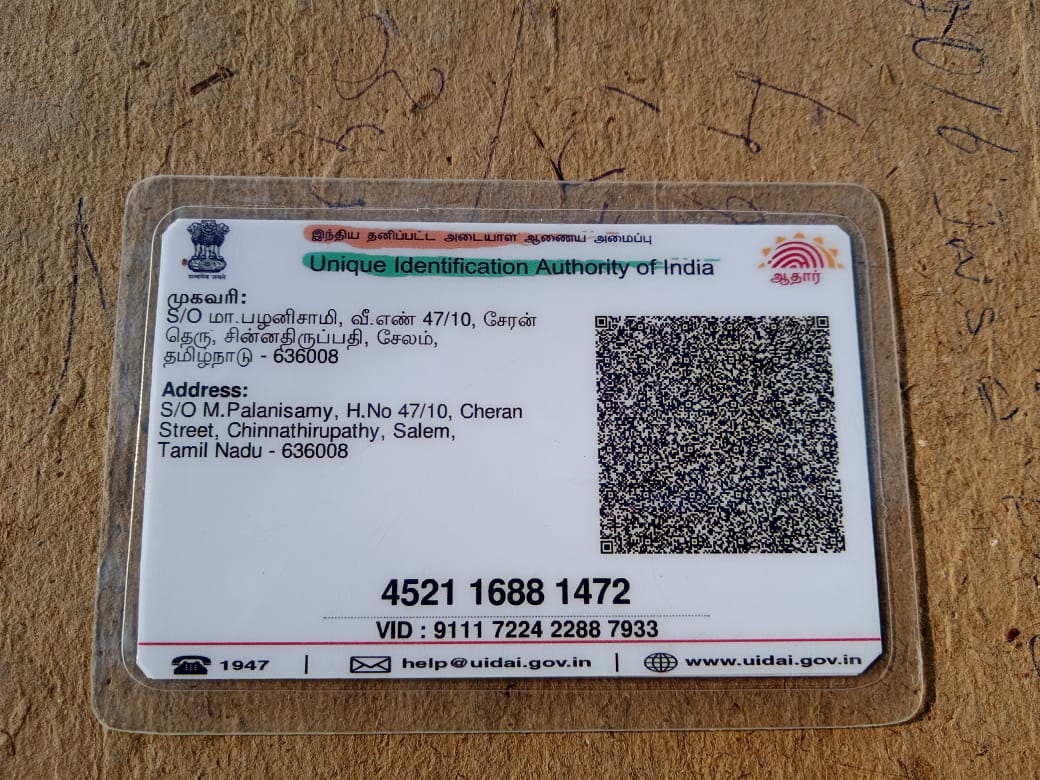 இந்திய தனிப்பட்ட அடையாள ஆணைய அமைப்பு
Unique Identification Authority of India
ஆதார்
முகவரி:
S/O மா.பழனிசாமி, வீ.எண் 47/10, சேரன்
தெரு, சின்னதிருப்பதி, சேலம்,
தமிழ்நாடு - 636008
Address:
S/O M.Palanisamy, H.No 47/10, Cheran
Street, Chinnathirupathy, Salem,
Tamil Nadu - 636008
4521 1688 1472
VID : 9111 7224 2288 7933
1947 | help@uidai.gov.in | www.uidai.gov.in